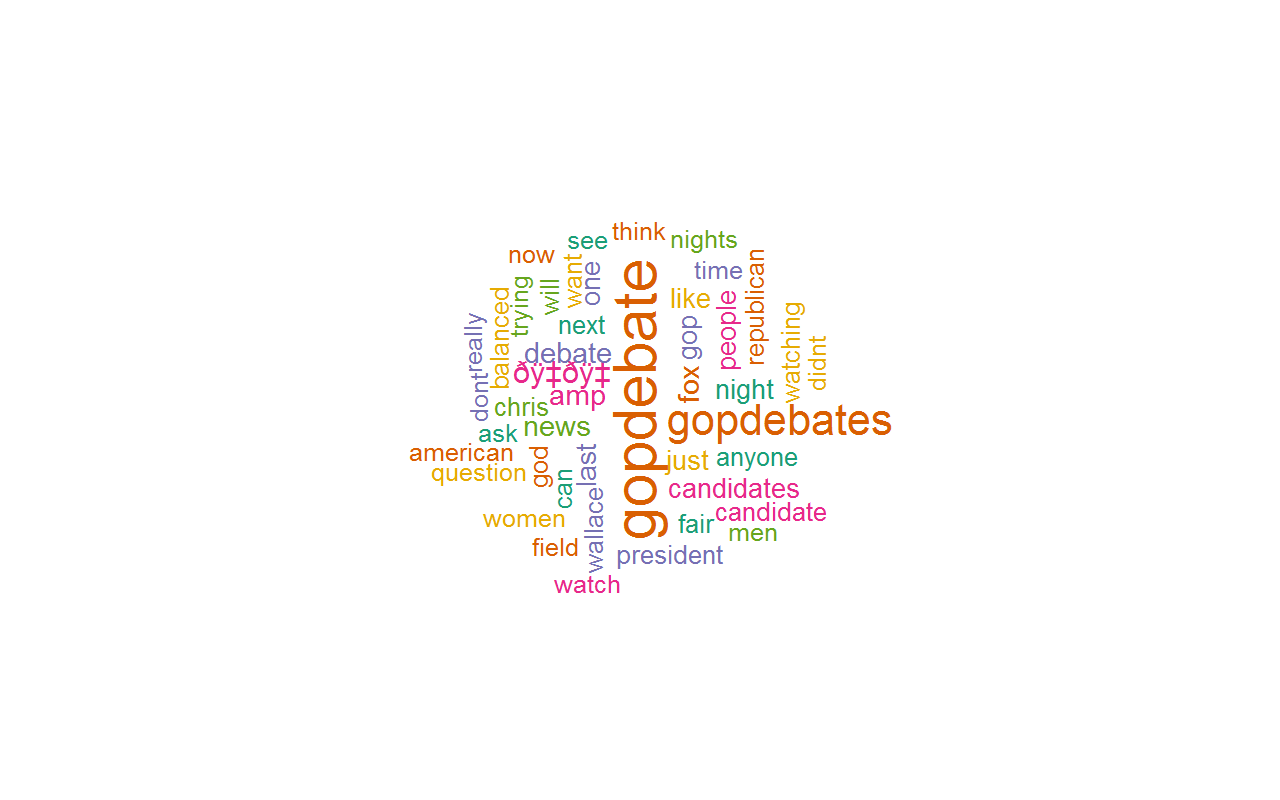 think
nights
see
now
want
one
time
republican
trying
will
balanced
like
people
gopdebate
next
gop
really
watching
didnt
debate
ðÿ‡ðÿ‡
fox
night
dont
amp
chris
gopdebates
news
ask
american
god
last
just
anyone
question
can
candidates
women
wallace
fair
candidate
men
field
president
watch